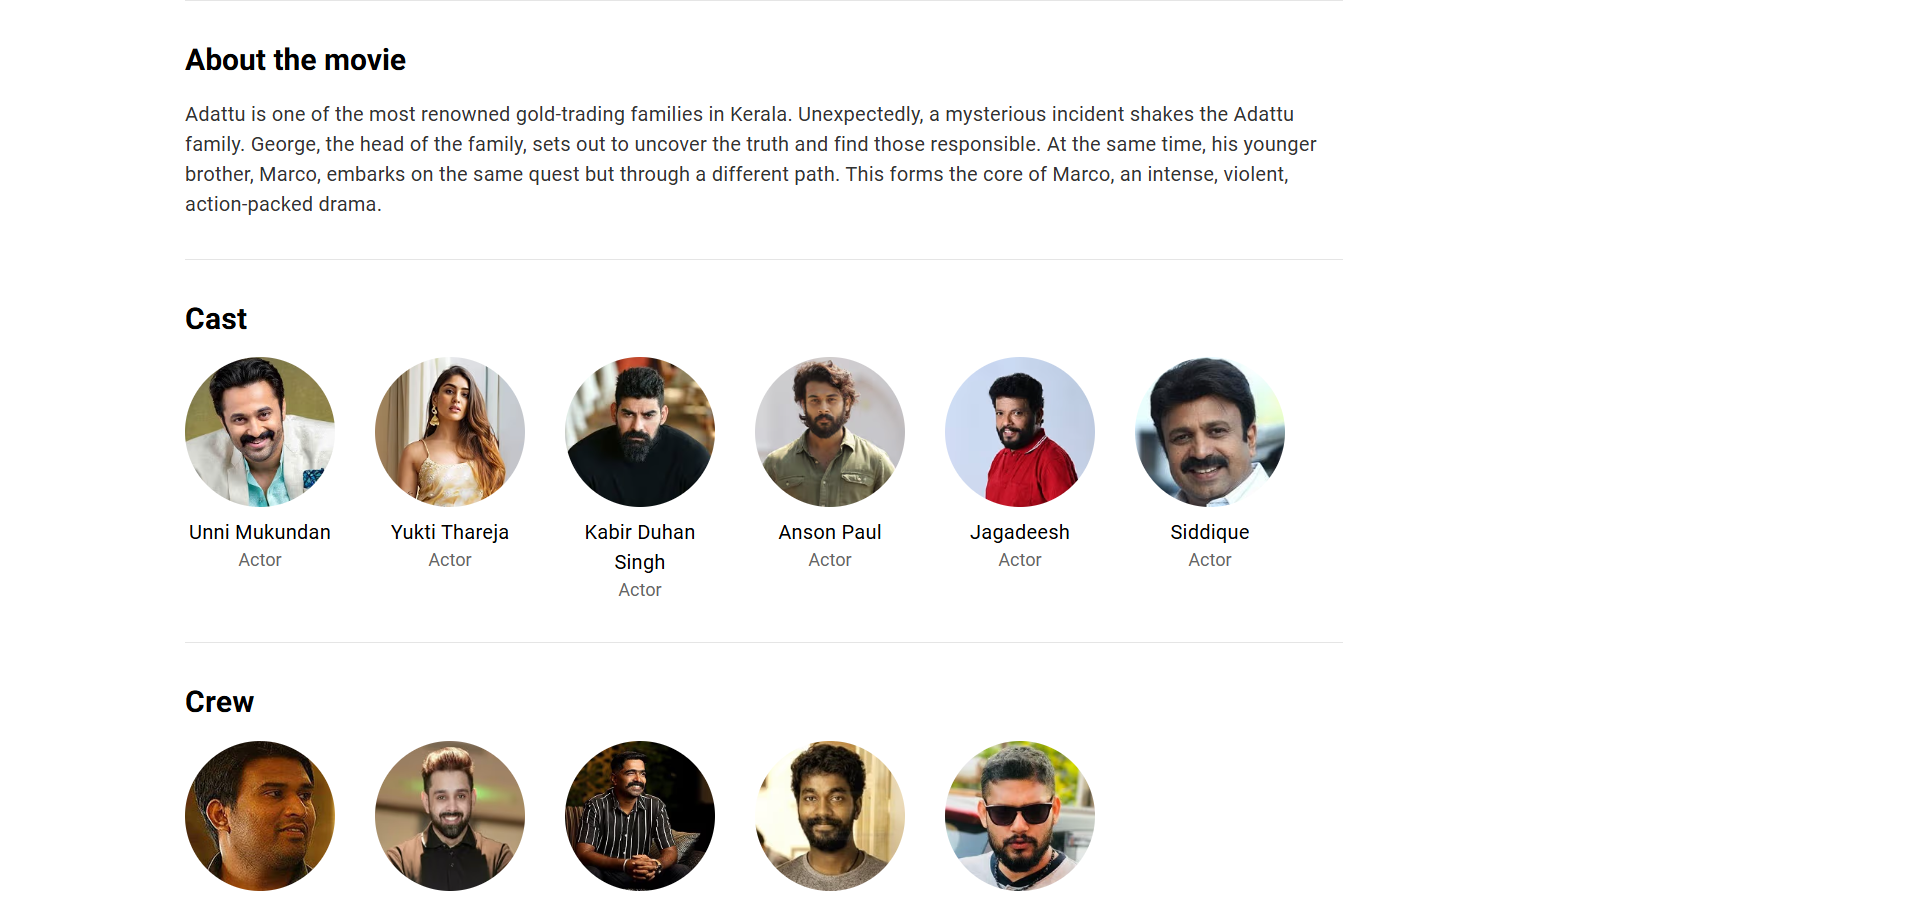 About the movie
Adattu is one of the most renowned gold-trading families in Kerala. Unexpectedly, a mysterious incident shakes the Adattu
family. George, the head of the family, sets out to uncover the truth and find those responsible. At the same time, his younger
brother, Marco, embarks on the same quest but through a different path. This forms the core of Marco, an intense, violent,
action-packed drama.
Cast
Unni Mukundan
Actor
Yukti Thareja
Actor
Kabir Duhan
Singh
Actor
Anson Paul
Actor
Jagadeesh
Actor
Siddique
Actor
Crew